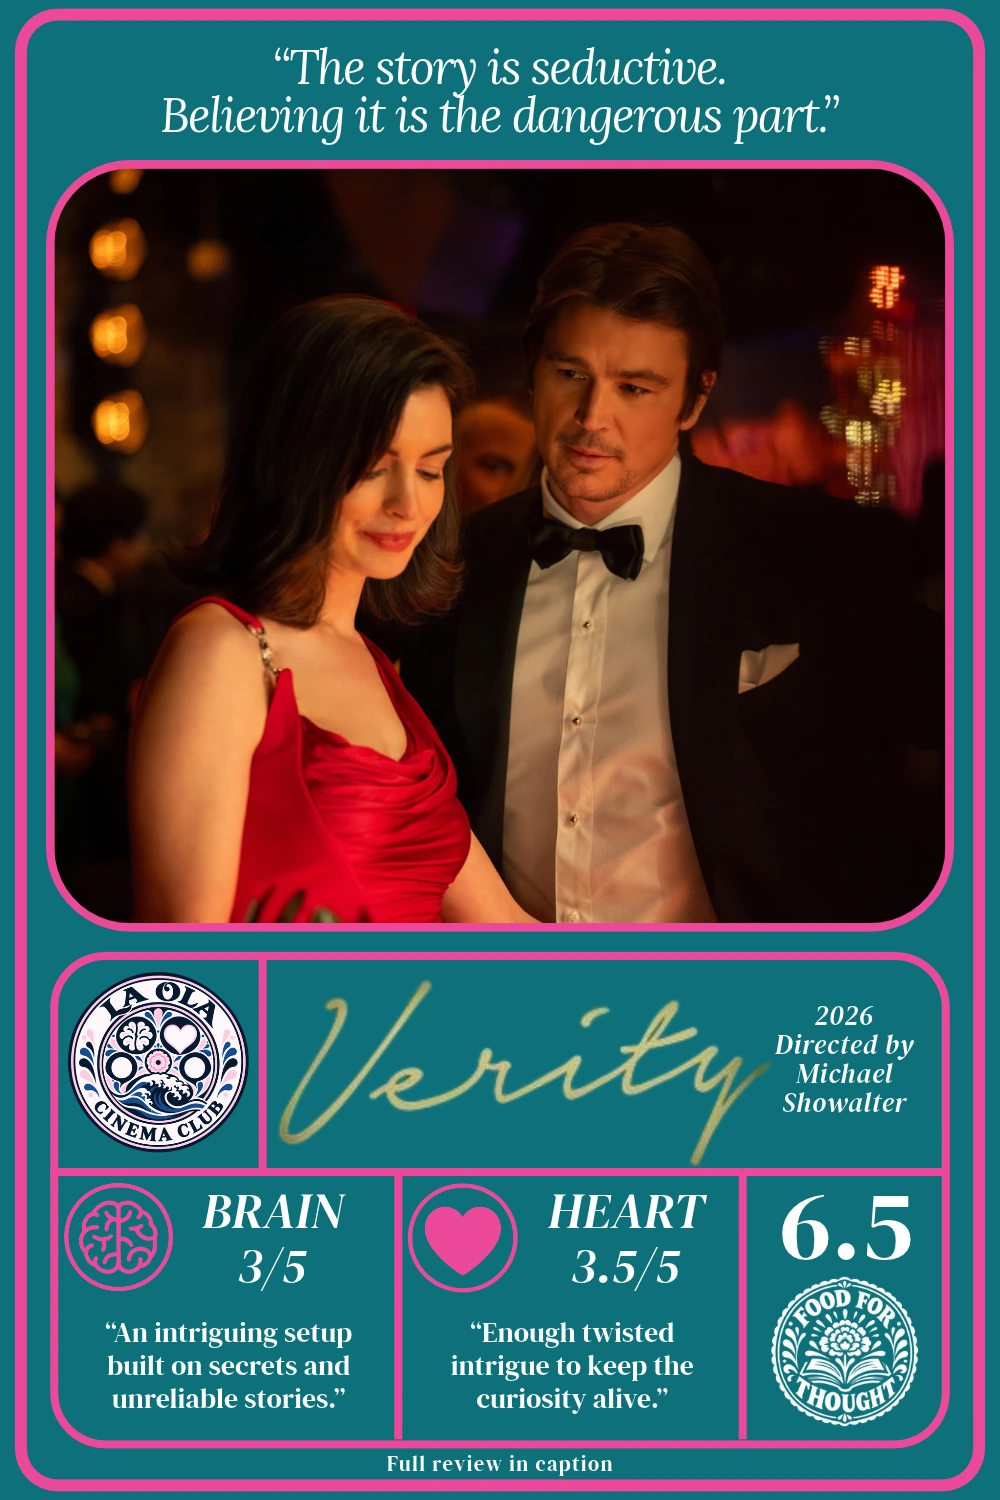 “The story is seductive.
Believing it is the dangerous part.”
LA OLA
CINEMA CLUB
Verity
2026
Directed by
Michael
Showalter
BRAIN
3/5
“An intriguing setup
built on secrets and
unreliable stories.”
HEART
3.5/5
“Enough twisted
intrigue to keep the
curiosity alive.”
6.5
FOOD FOR
THOUGHT
Full review in caption